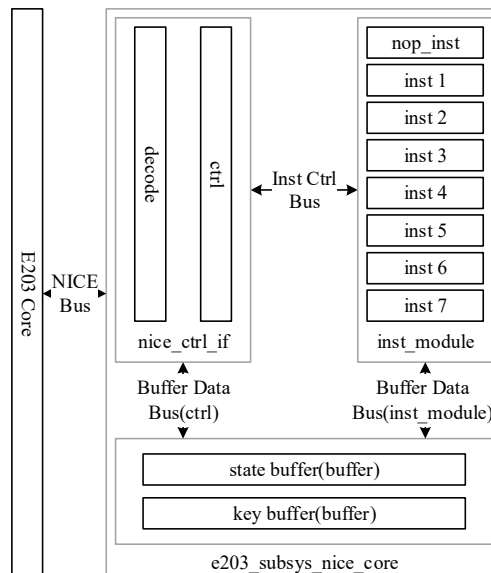 E203 Core
NICE
Bus
decode
ctrl
nice_ctrl_if
Inst Ctrl
Bus
nop_inst
inst 1
inst 2
inst 3
inst 4
inst 5
inst 6
inst 7
inst_module
Buffer Data
Bus(ctrl)
Buffer Data
Bus(inst_module)
state buffer(buffer)
key buffer(buffer)
e203_subsys_nice_core